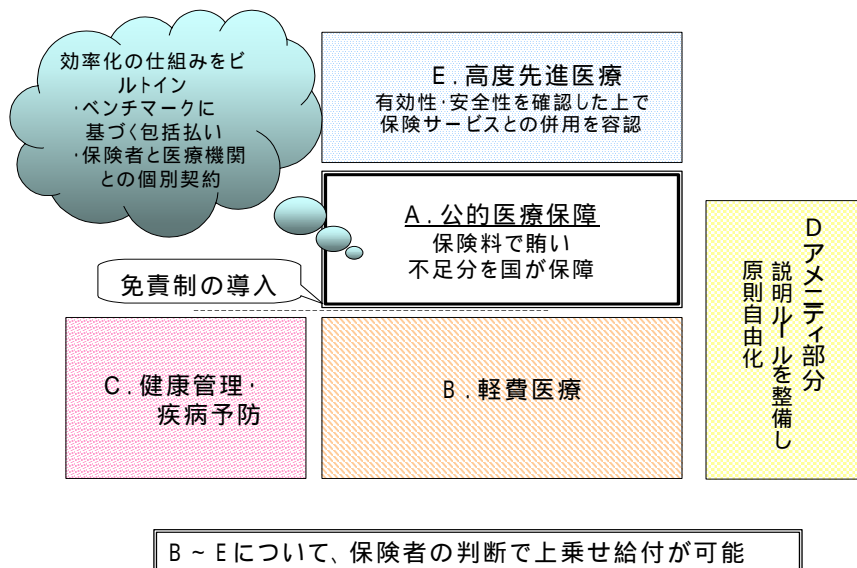 効率化の仕組みをビ
ルトイン
・ベンチマークに
基づく包括払い
・保険者と医療機関
との個別契約
E．高度先進医療
有効性・安全性を確認した上で
保険サービスとの併用を容認
A．公的医療保障
保険料で賄い
不足分を国が保障
免責制の導入
C．健康管理・
疾病予防
B．軽費医療
Dアメニティ部分
説明ルールを整備し
原則自由化
B～Eについて、保険者の判断で上乗せ給付が可能